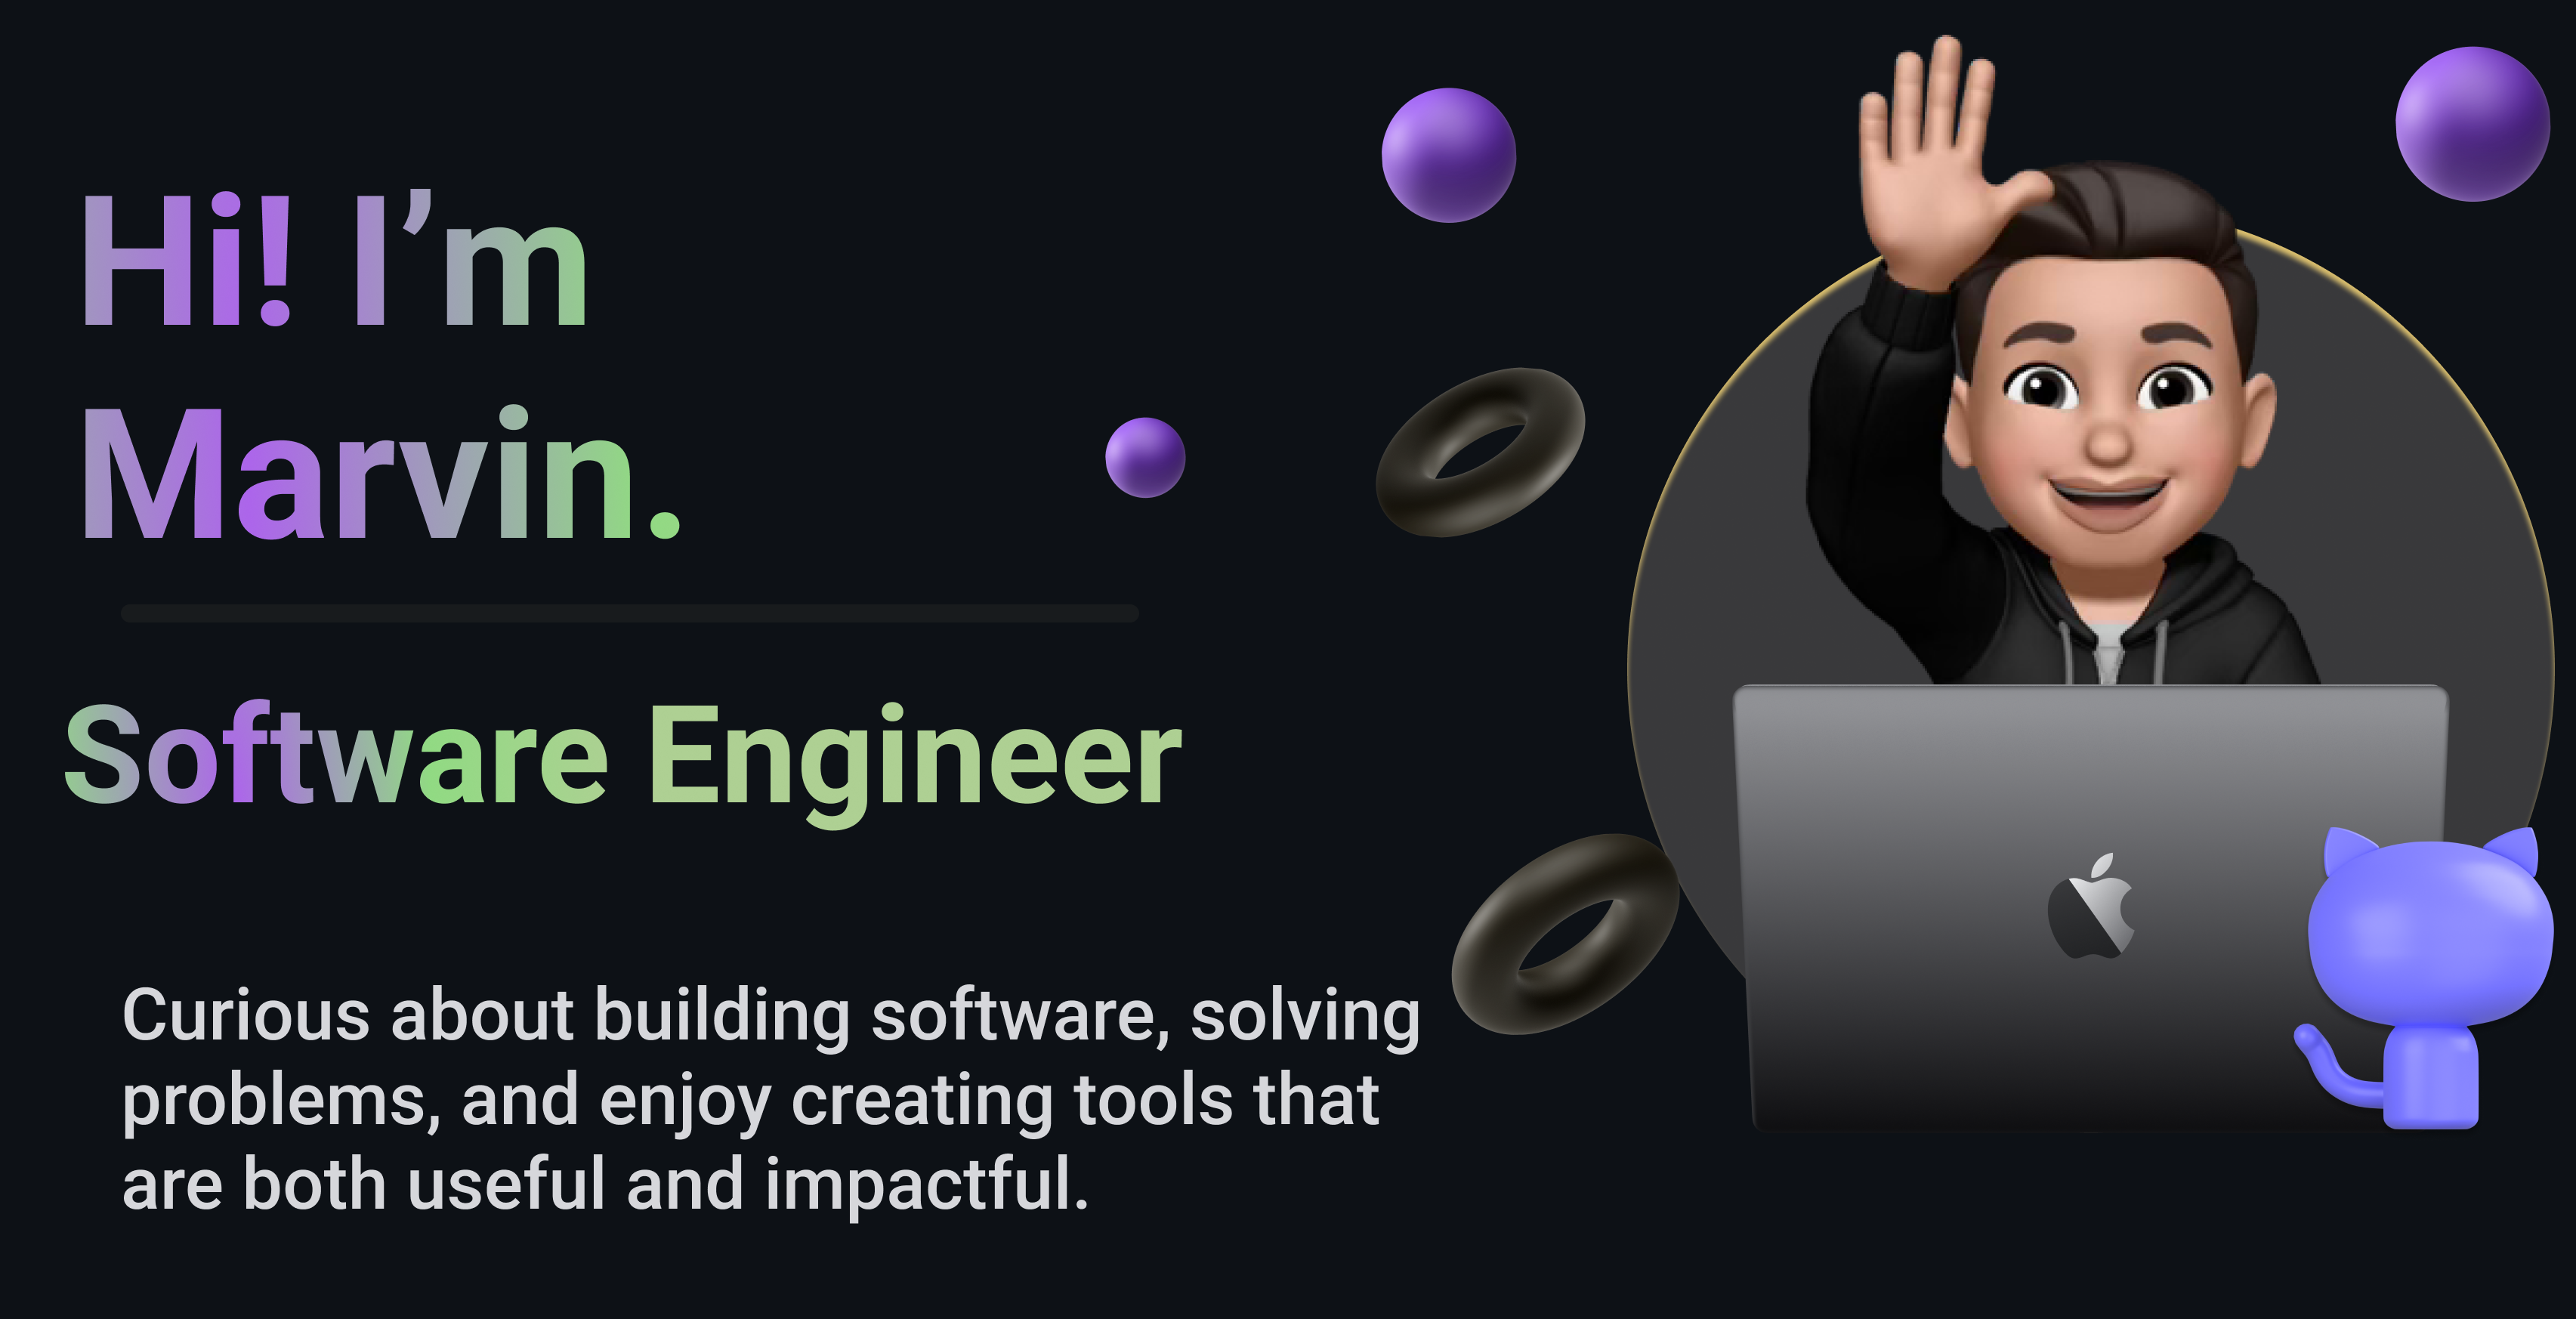 Hi! I’m
Marvin.
Software Engineer
Curious about building software, solving
problems, and enjoy creating tools that
are both useful and impactful.